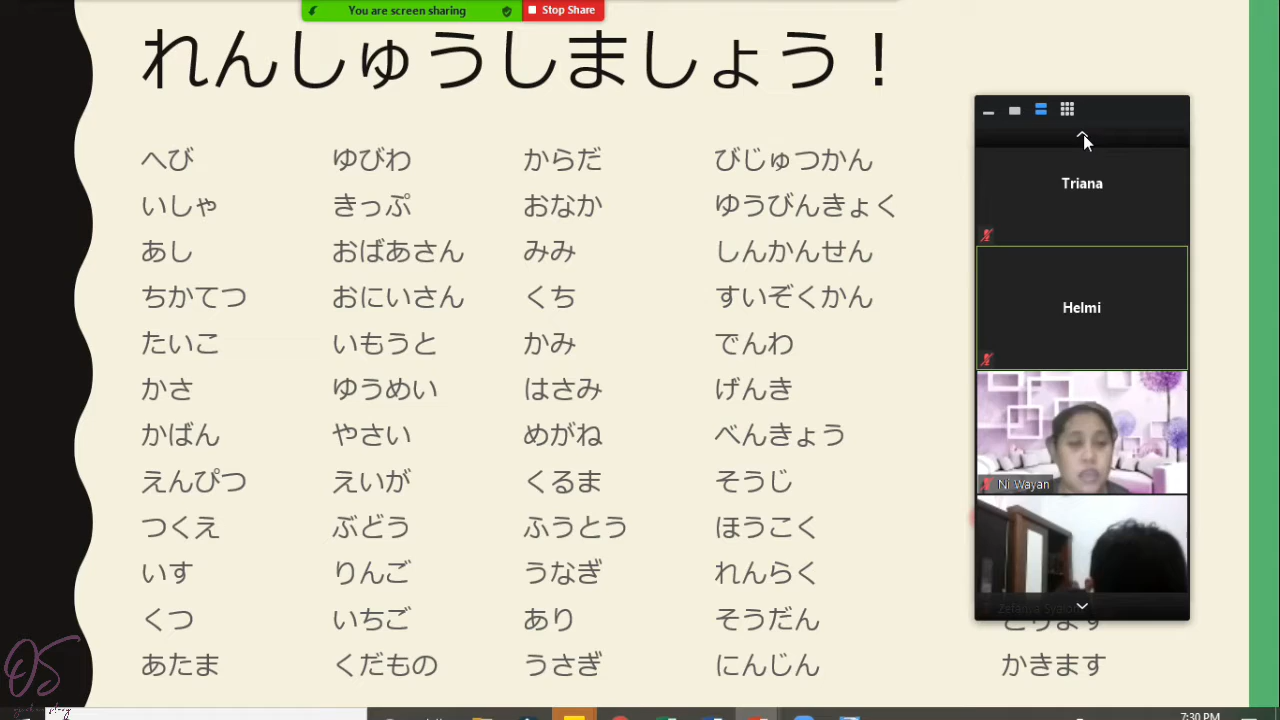 You are screen sharing
Stop Share
れんしゅうしましょう！
へび ゆびわ からだ びじゅつかん
いしゃ きっぷ おなか ゆうびんきょく
あし おばあさん みみ しんかんせん
ちかてつ おにいさん くち すいぞくかん
たいこ いもうと かみ でんわ
かさ ゆうめい はさみ げんき
かばん やさい めがね べんきょう
えんぴつ えいが くるま そうじ
つくえ ぶどう ふうとう ほうこく
いす りんご うなぎ れんらく
くつ いちご あり そうだん
あたま くだもの うさぎ にんじん かきます
Triana
Helmi
Ni Wayan
OS
7:30 PM